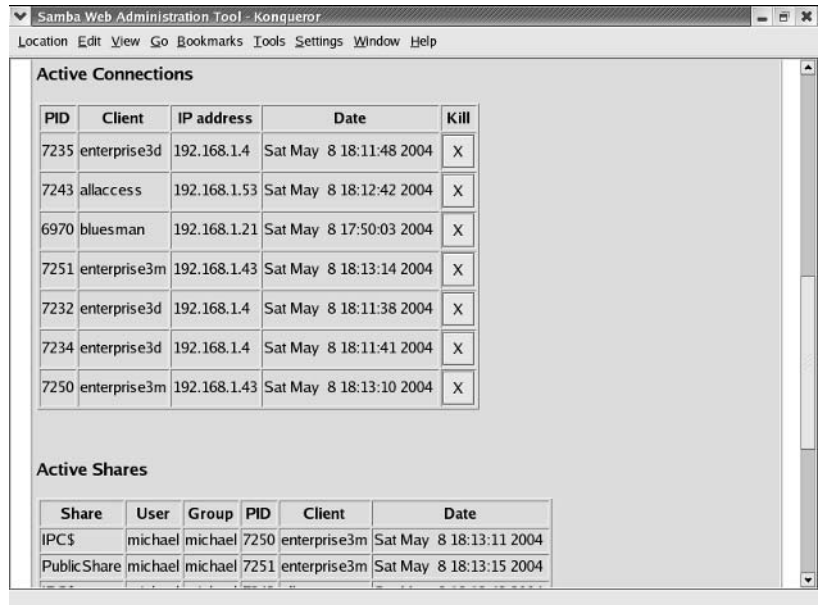 Samba Web Administration Tool - Konqueror
Location Edit View Go Bookmarks Tools Settings Window Help
Active Connections
PID Client IP address Date Kill
7235 enterprise3d 192.168.1.4 Sat May 8 18:11:48 2004 X
7243 allaccess 192.168.1.53 Sat May 8 18:12:42 2004 X
6970 bluesman 192.168.1.21 Sat May 8 17:50:03 2004 X
7251 enterprise3m 192.168.1.43 Sat May 8 18:13:14 2004 X
7232 enterprise3d 192.168.1.4 Sat May 8 18:11:38 2004 X
7234 enterprise3d 192.168.1.4 Sat May 8 18:11:41 2004 X
7250 enterprise3m 192.168.1.43 Sat May 8 18:13:10 2004 X
Active Shares
Share User Group PID Client Date
IPC$ michael michael 7250 enterprise3m Sat May 8 18:13:11 2004
PublicShare michael michael 7251 enterprise3m Sat May 8 18:13:15 2004